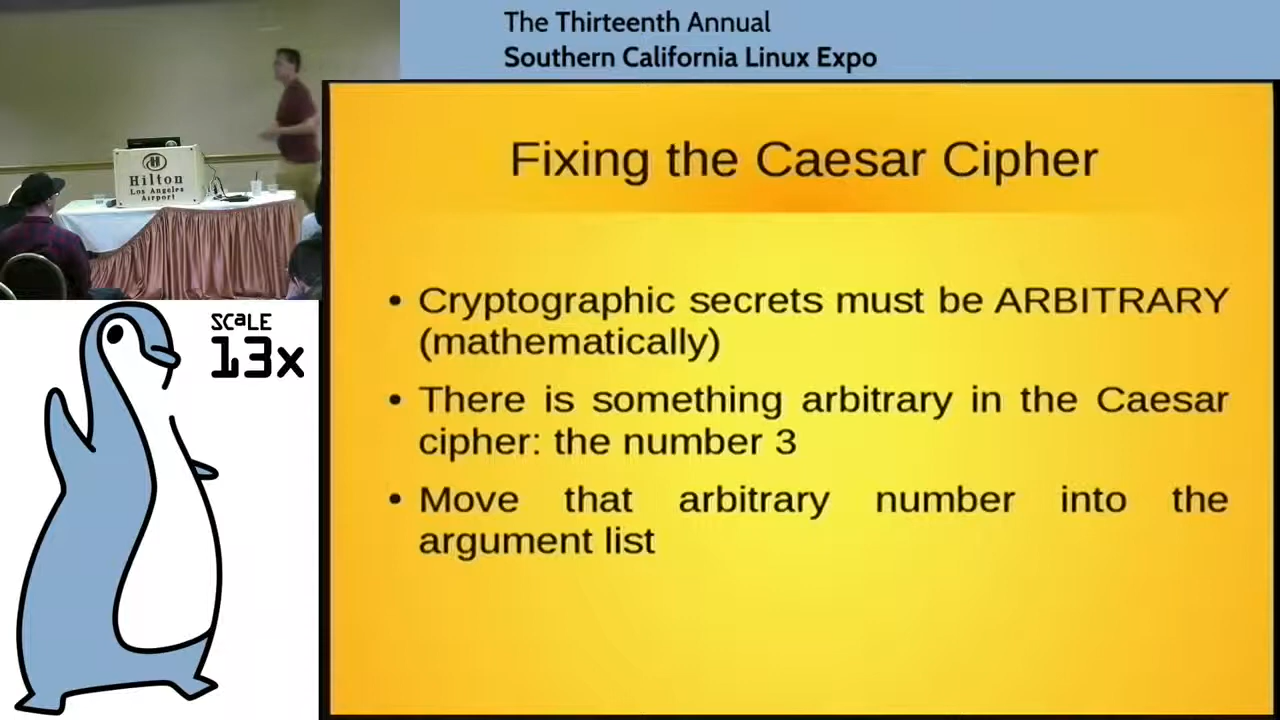 The Thirteenth Annual
Southern California Linux Expo
Hilton
Los Angeles
Airport
SCaLE
13x
Fixing the Caesar Cipher
• Cryptographic secrets must be ARBITRARY
(mathematically)
• There is something arbitrary in the Caesar
cipher: the number 3
• Move that arbitrary number into the
argument list